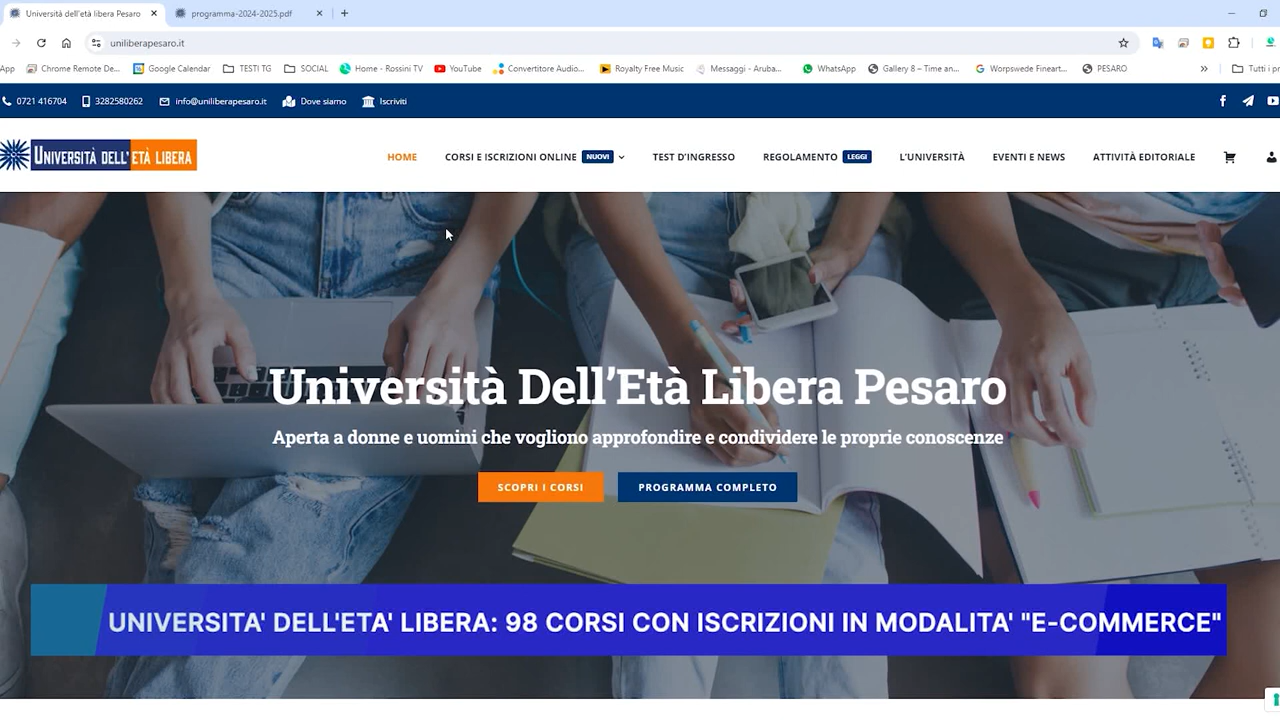 Università dell'età libera Pesaro
programma-2024-2025.pdf
uniliberapesaro.it
App
Chrome Remote De...
Google Calendar
TESTI TG
SOCIAL
Home - Rossini TV
YouTube
Convertitore Audio...
Royalty Free Music
Messaggi - Aruba...
WhatsApp
Gallery 8 – Time an...
Worpswede Fineart...
PESARO
»
Tutti i pr
0721 416704
3282580262
info@uniliberapesaro.it
Dove siamo
Iscriviti
UNIVERSITÀ DELL'ETÀ LIBERA
HOME
CORSI E ISCRIZIONI ONLINE NUOVI
TEST D'INGRESSO
REGOLAMENTO LEGGI
L'UNIVERSITÀ
EVENTI E NEWS
ATTIVITÀ EDITORIALE
Università Dell'Età Libera Pesaro
Aperta a donne e uomini che vogliono approfondire e condividere le proprie conoscenze
SCOPRI I CORSI
PROGRAMMA COMPLETO
UNIVERSITA' DELL'ETA' LIBERA: 98 CORSI CON ISCRIZIONI IN MODALITA' "E-COMMERCE"